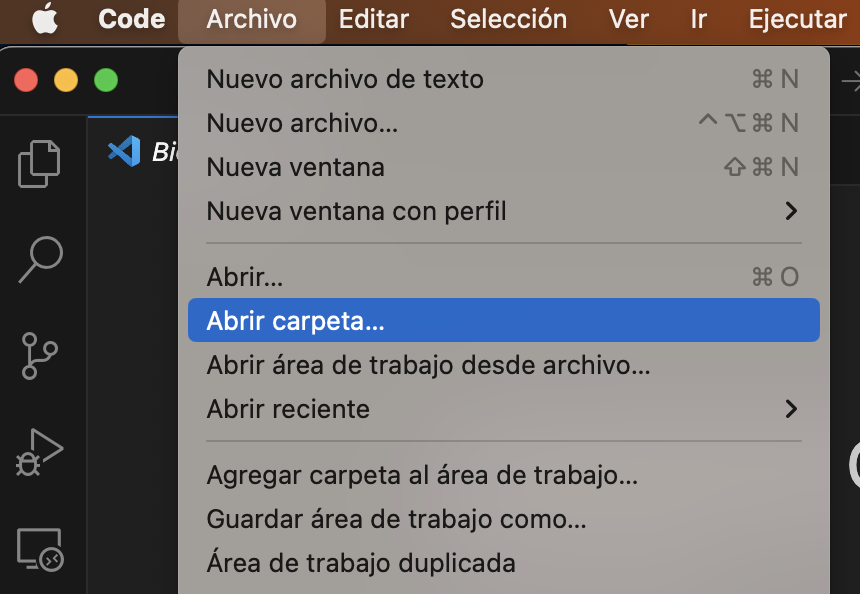 Code Archivo Editar Selección Ver Ir Ejecutar
Nuevo archivo de texto ⌘ N
Nuevo archivo... ^⌥⌘ N
Nueva ventana ⇧⌘ N
Nueva ventana con perfil
Abrir... ⌘ O
Abrir carpeta...
Abrir área de trabajo desde archivo...
Abrir reciente
Agregar carpeta al área de trabajo...
Guardar área de trabajo como...
Área de trabajo duplicada